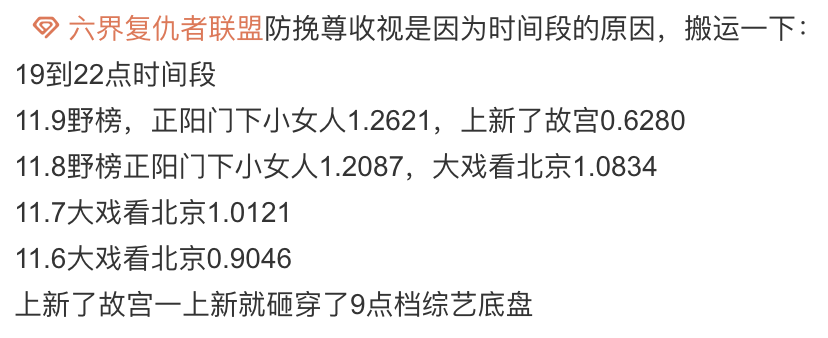 六界复仇者联盟防挽尊收视是因为时间段的原因，搬运一下：
19到22点时间段
11.9野榜，正阳门下小女人1.2621，上新了故宫0.6280
11.8野榜正阳门下小女人1.2087，大戏看北京1.0834
11.7大戏看北京1.0121
11.6大戏看北京0.9046
上新了故宫一上新就砸穿了9点档综艺底盘